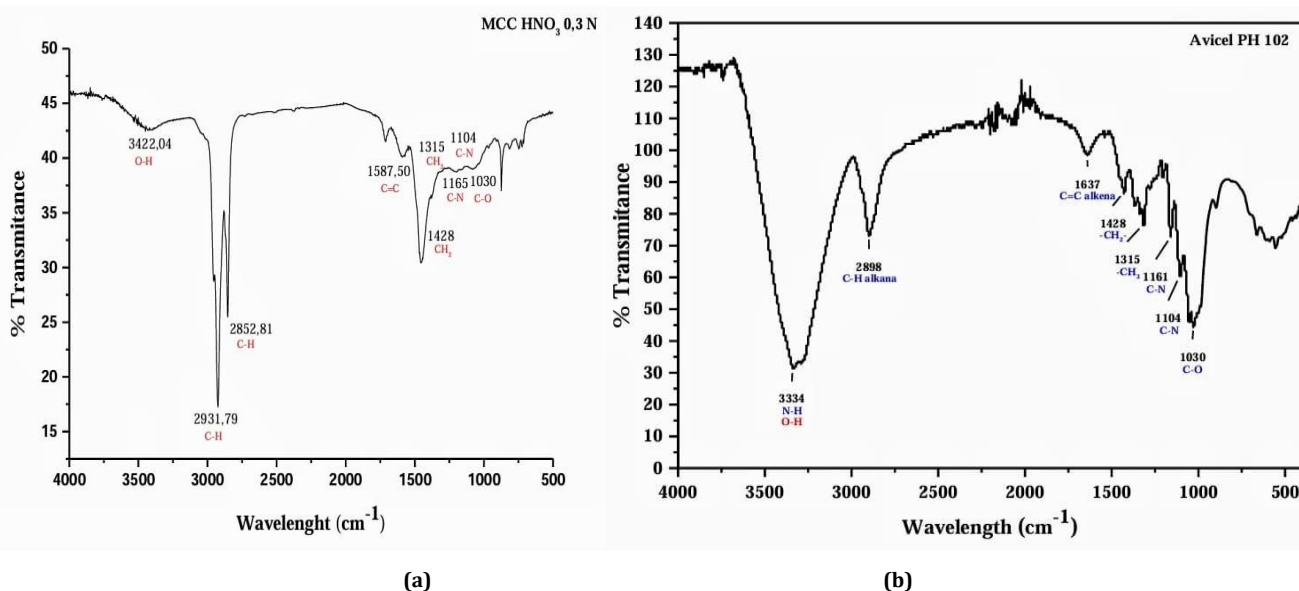 MCC HNO₃ 0,3 N
50
45
40
35
30
25
20
15
% Transmitance
4000 3500 3000 2500 2000 1500 1000 500
Wavelenght (cm⁻¹)
3422,04
O-H
2931,79
C-H
2852,81
C-H
1587,50
C=C
1315
CH₃
1104
C-N
1165
C-N
1030
C-O
1428
CH₂
(a)
Avicel PH 102
140
130
120
110
100
90
80
70
60
50
40
30
20
10
0
% Transmitance
4000 3500 3000 2500 2000 1500 1000 500
Wavelength (cm⁻¹)
3334
N-H
O-H
2898
C-H alkana
1637
C=C alkena
1428
-CH₂-
1315
-CH₃
1161
C-N
1104
C-N
1030
C-O
(b)